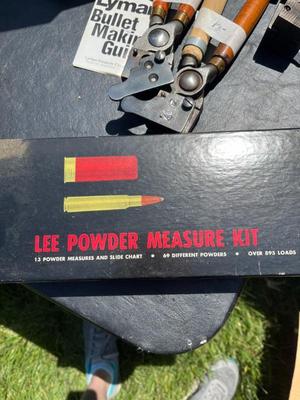 Lyman
Bullet
Making
Guide
LEE POWDER MEASURE KIT
13 POWDER MEASURES AND SLIDE CHART • 69 DIFFERENT POWDERS • OVER 895 LOADS